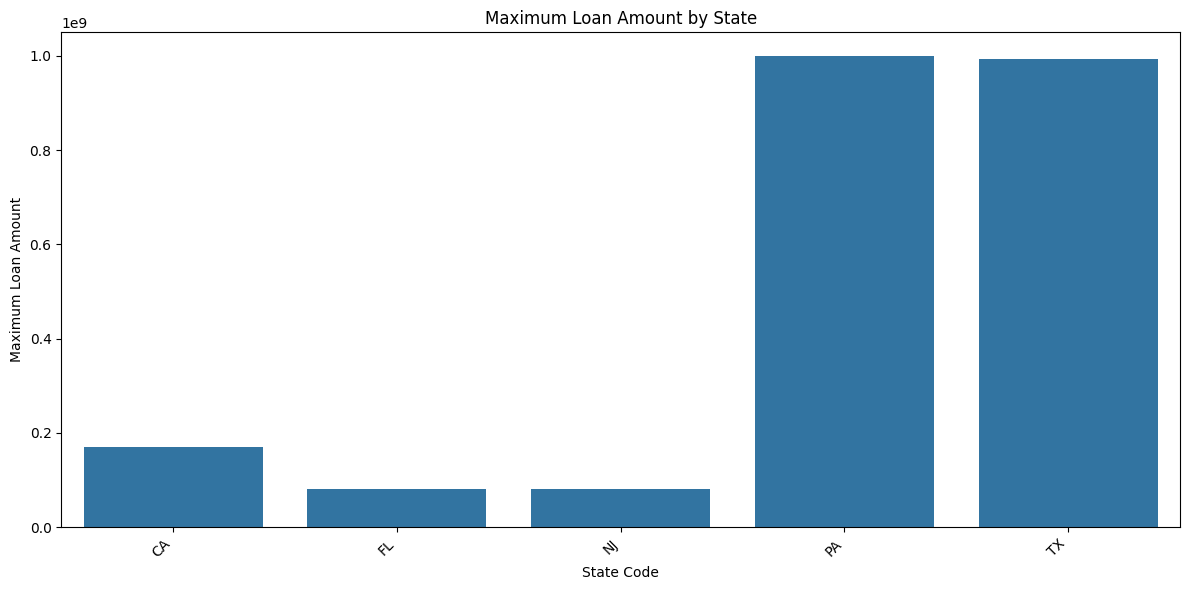 Maximum Loan Amount by State
1e9
1.0
0.8
0.6
0.4
0.2
0.0
Maximum Loan Amount
CA
FL
NJ
PA
TX
State Code